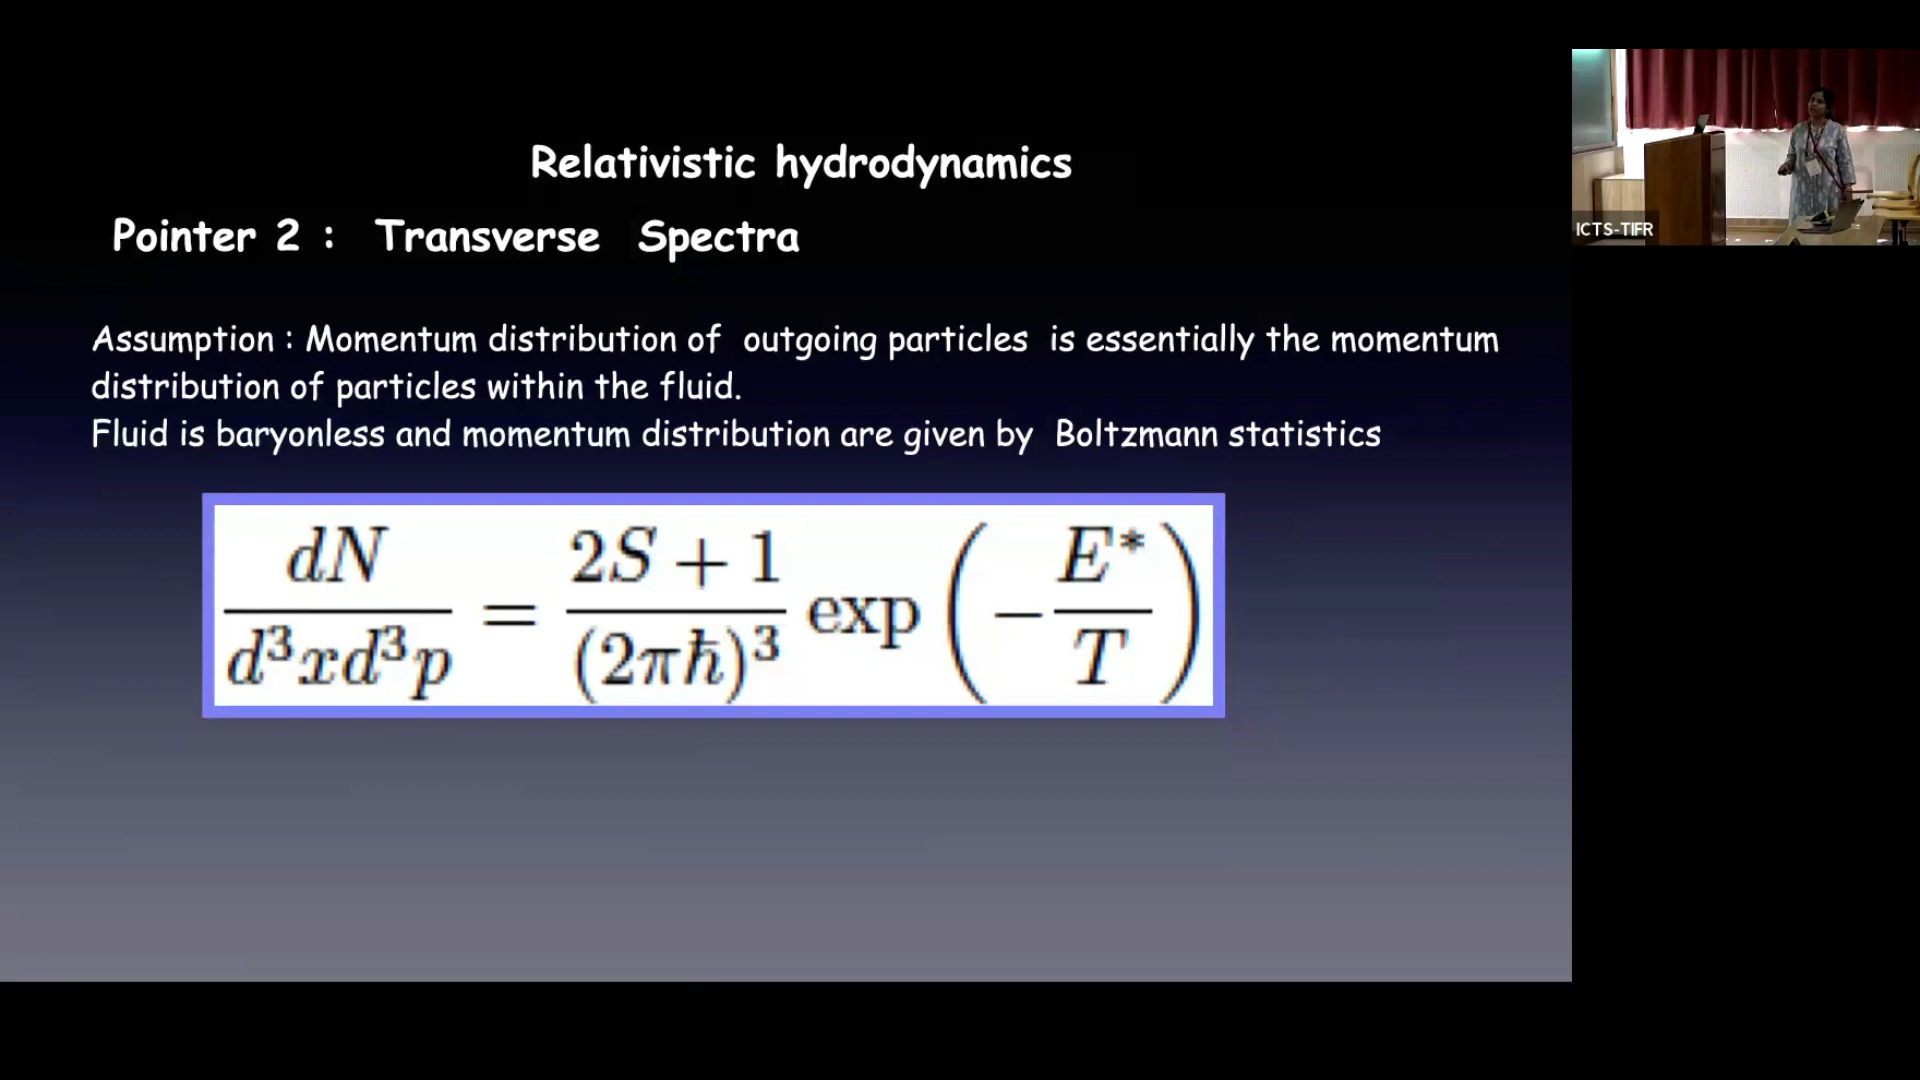 Relativistic hydrodynamics
Pointer 2 : Transverse Spectra
Assumption : Momentum distribution of outgoing particles is essentially the momentum
distribution of particles within the fluid.
Fluid is baryonless and momentum distribution are given by Boltzmann statistics
dN/d³xd³p = (2S + 1)/(2πħ)³ exp(−E*/T)
ICTS-TIFR